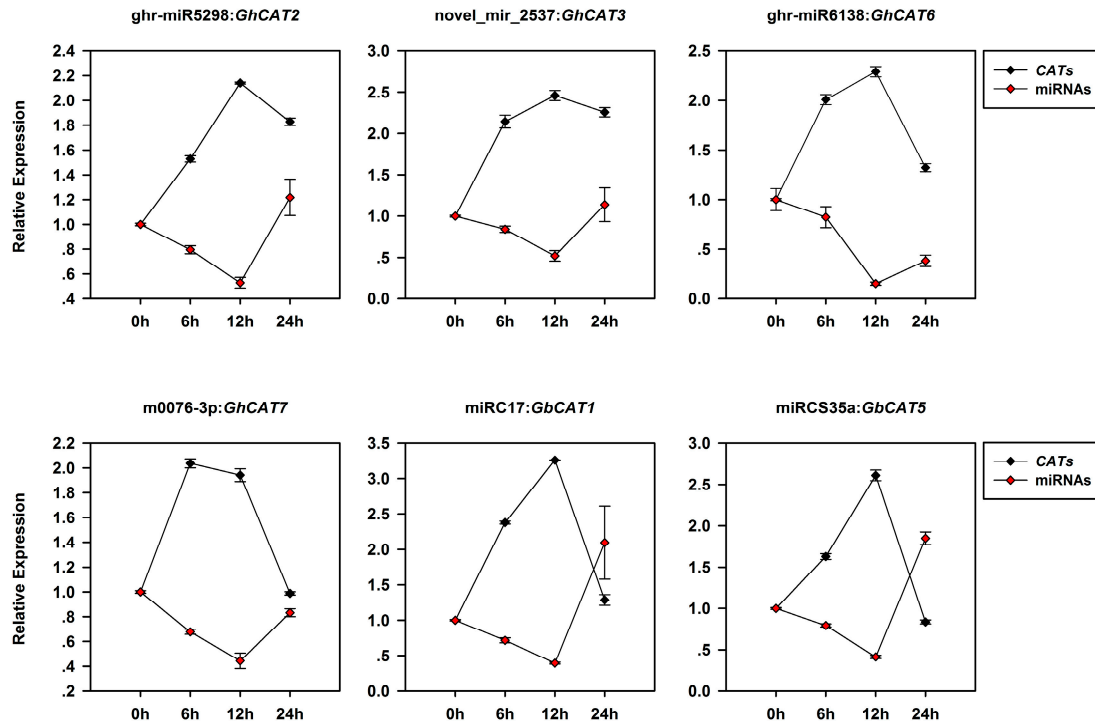 ghr-miR5298:GhCAT2
novel_mir_2537:GhCAT3
ghr-miR6138:GhCAT6
Relative Expression
2.4
2.2
2.0
1.8
1.6
1.4
1.2
1.0
.8
.6
.4
0h 6h 12h 24h
3.0
2.5
2.0
1.5
1.0
.5
0.0
0h 6h 12h 24h
2.5
2.0
1.5
1.0
.5
0.0
0h 6h 12h 24h
CATs
miRNAs
m0076-3p:GhCAT7
miRC17:GbCAT1
miRCS35a:GbCAT5
Relative Expression
2.2
2.0
1.8
1.6
1.4
1.2
1.0
.8
.6
.4
.2
0h 6h 12h 24h
3.5
3.0
2.5
2.0
1.5
1.0
.5
0.0
0h 6h 12h 24h
3.0
2.5
2.0
1.5
1.0
.5
0.0
0h 6h 12h 24h
CATs
miRNAs